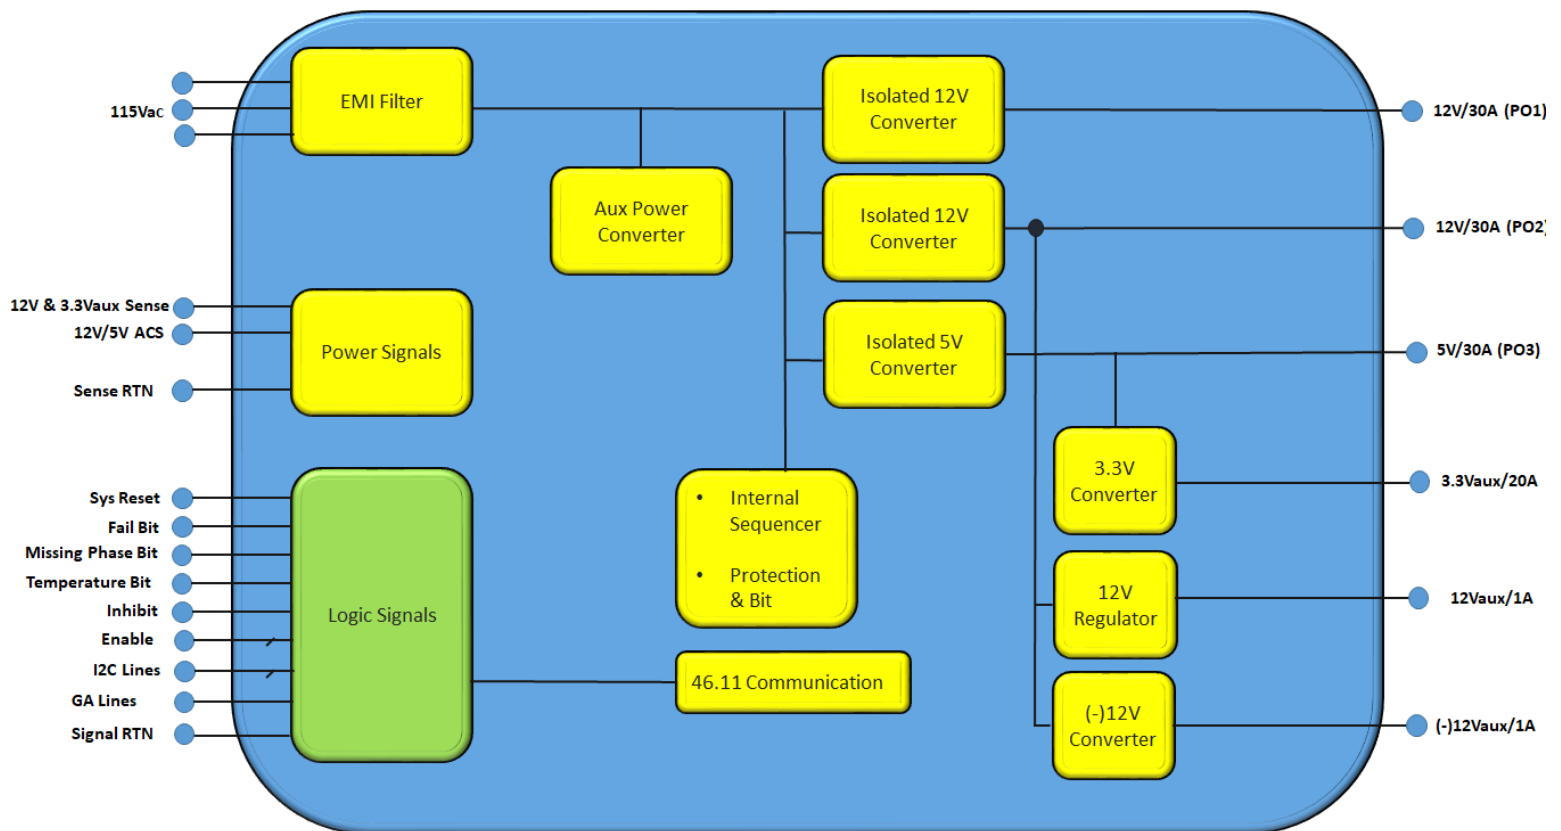 115Vac
EMI Filter
Isolated 12V
Converter
12V/30A (PO1)
Aux Power
Converter
Isolated 12V
Converter
12V/30A (PO2)
12V & 3.3Vaux Sense
12V/5V ACS
Sense RTN
Power Signals
Isolated 5V
Converter
5V/30A (PO3)
3.3V
Converter
3.3Vaux/20A
Sys Reset
Fail Bit
Missing Phase Bit
Temperature Bit
Inhibit
Enable
I2C Lines
GA Lines
Signal RTN
Logic Signals
• Internal
Sequencer
• Protection
& Bit
46.11 Communication
12V
Regulator
12Vaux/1A
(-)12V
Converter
(-)12Vaux/1A